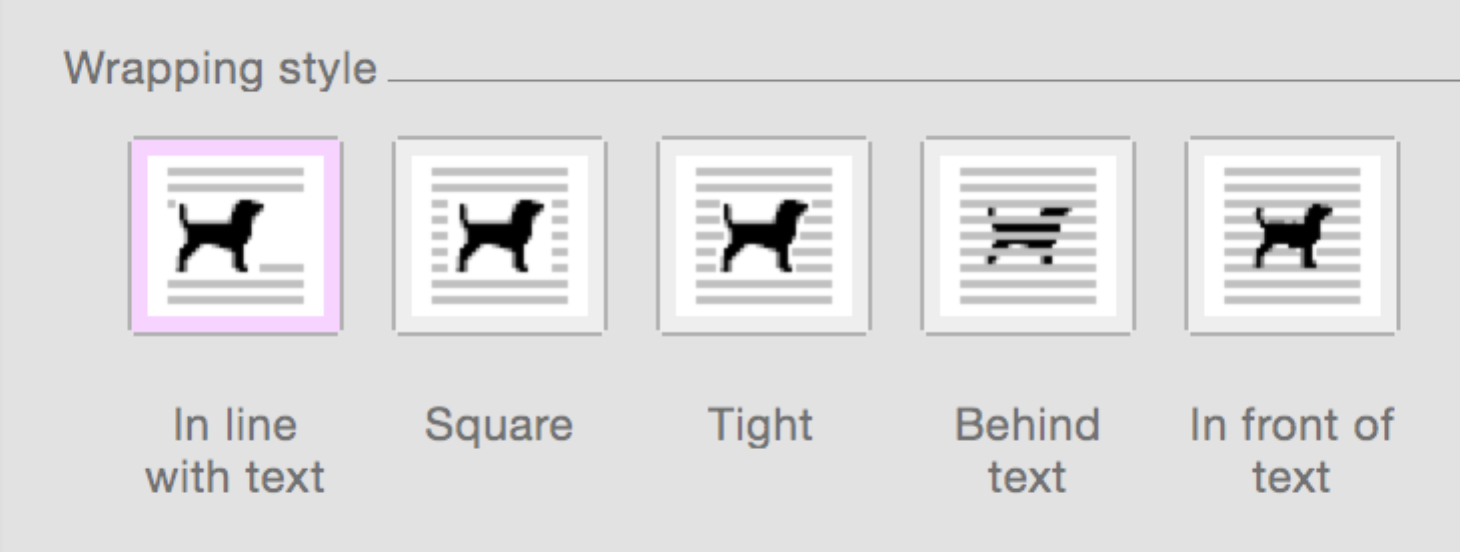 Wrapping style
In line
with text
Square
Tight
Behind
text
In front of
text